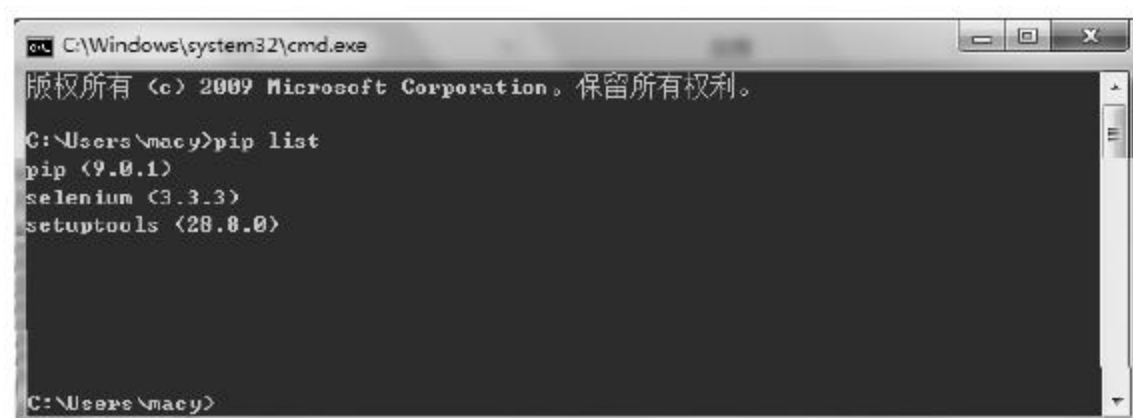 C:\Windows\system32\cmd.exe
版权所有 (c) 2009 Microsoft Corporation。保留所有权利。
C:\Users\macy>pip list
pip (9.0.1)
selenium (3.3.3)
setuptools (28.8.0)
C:\Users\macy>